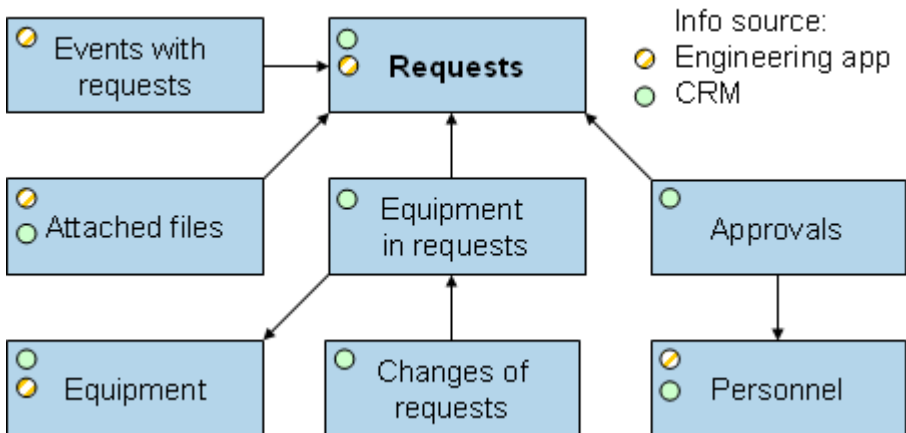 Events with
requests
Requests
Info source:
Engineering app
CRM
Attached files
Equipment
in requests
Approvals
Equipment
Changes of
requests
Personnel